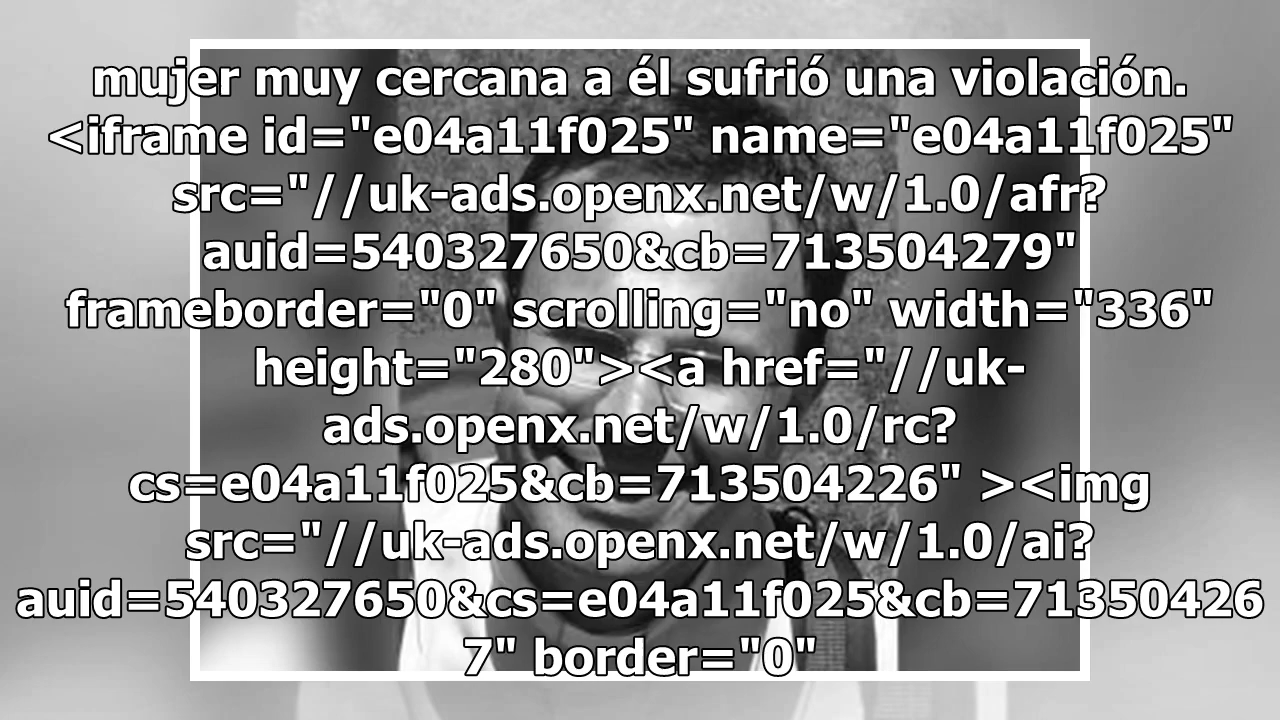 mujer muy cercana a él sufrió una violación.
<iframe id="e04a11f025" name="e04a11f025"
src="//uk-ads.openx.net/w/1.0/afr?
auid=540327650&cb=713504279"
frameborder="0" scrolling="no" width="336"
height="280"><a href="//uk-
ads.openx.net/w/1.0/rc?
cs=e04a11f025&cb=713504226" ><img
src="//uk-ads.openx.net/w/1.0/ai?
auid=540327650&cs=e04a11f025&cb=71350426
7" border="0"